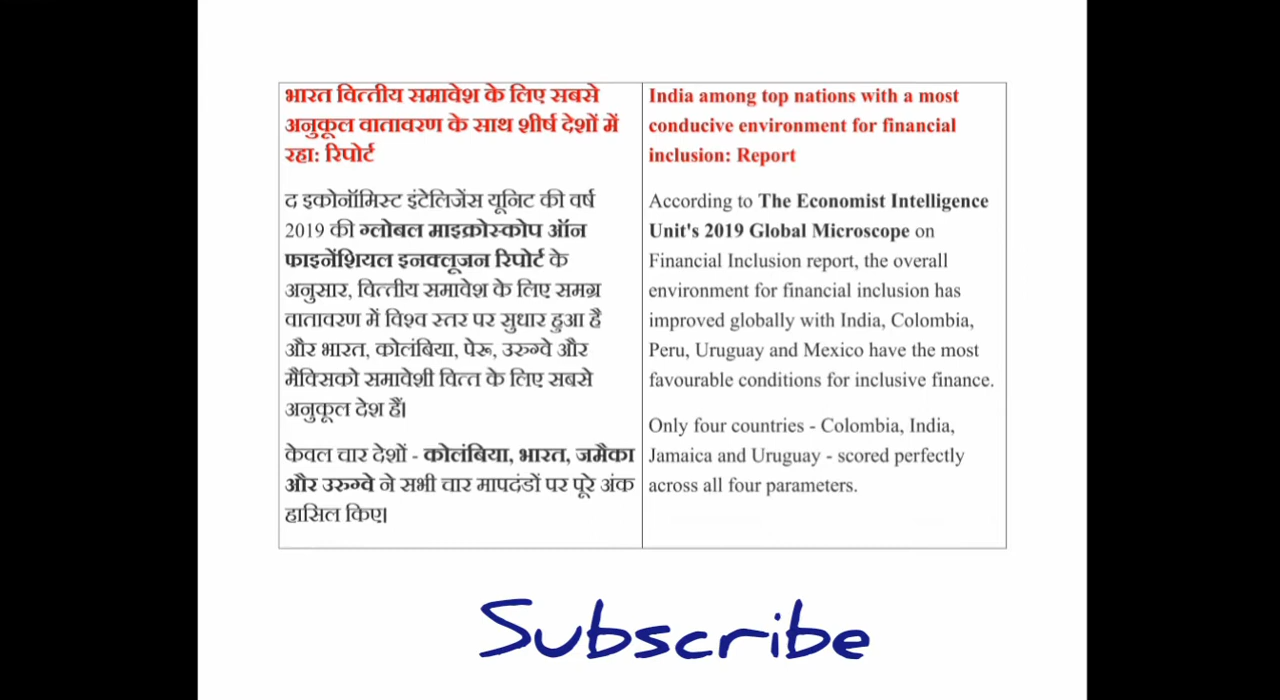 भारत वित्तीय समावेश के लिए सबसे
अनुकूल वातावरण के साथ शीर्ष देशों में
रहा: रिपोर्ट
द इकोनॉमिस्ट इंटेलिजेंस यूनिट की वर्ष
2019 की ग्लोबल माइक्रोस्कोप ऑन
फाइनेंशियल इनक्लूजन रिपोर्ट के
अनुसार, वित्तीय समावेश के लिए समग्र
वातावरण में विश्व स्तर पर सुधार हुआ है
और भारत, कोलंबिया, पेरू, उरुग्वे और
मैक्सिको समावेशी वित्त के लिए सबसे
अनुकूल देश हैं।
केवल चार देशों - कोलंबिया, भारत, जमैका
और उरुग्वे ने सभी चार मापदंडों पर पूरे अंक
हासिल किए।
India among top nations with a most
conducive environment for financial
inclusion: Report
According to The Economist Intelligence
Unit's 2019 Global Microscope on
Financial Inclusion report, the overall
environment for financial inclusion has
improved globally with India, Colombia,
Peru, Uruguay and Mexico have the most
favourable conditions for inclusive finance.
Only four countries - Colombia, India,
Jamaica and Uruguay - scored perfectly
across all four parameters.
Subscribe